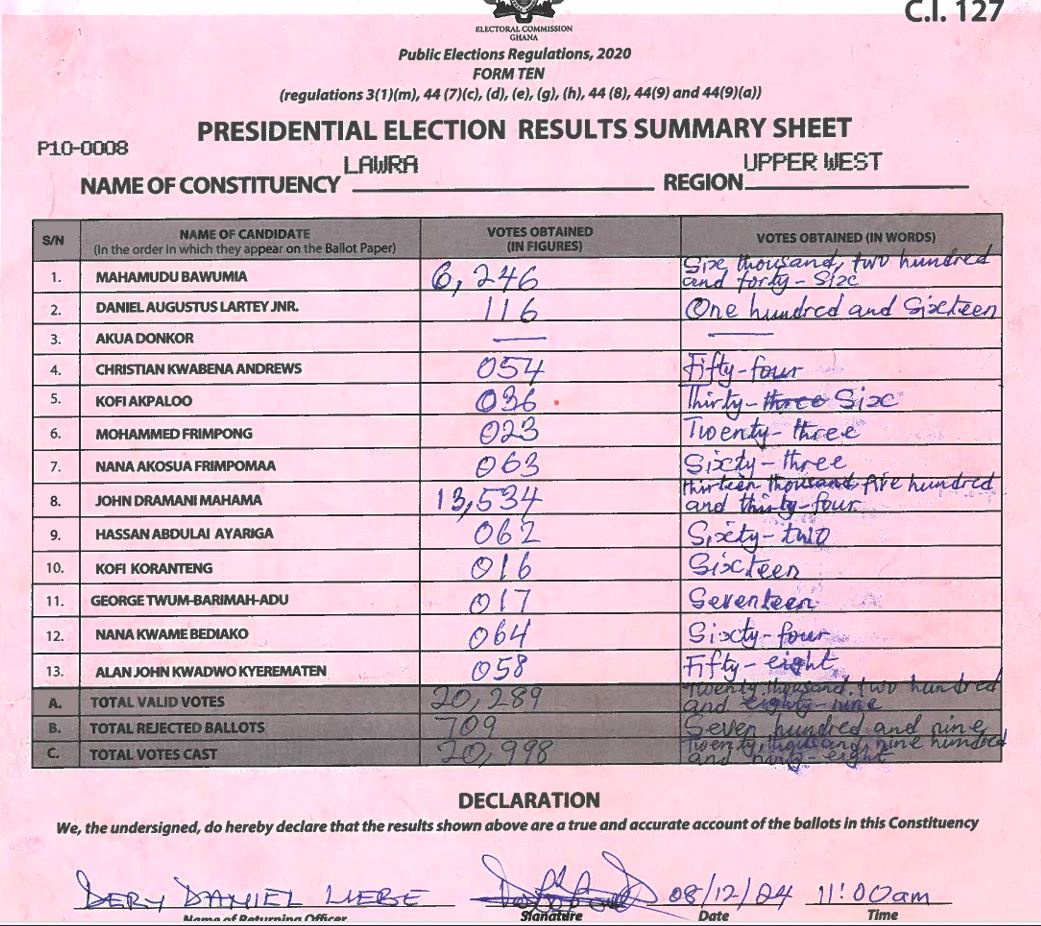 C.I. 127
ELECTORAL COMMISSION
GHANA
Public Elections Regulations, 2020
FORM TEN
(regulations 3(1)(m), 44 (7)(c), (d), (e), (g), (h), 44 (8), 44(9) and 44(9)(a))
PRESIDENTIAL ELECTION RESULTS SUMMARY SHEET
P10-0008
NAME OF CONSTITUENCY LAWRA REGION UPPER WEST
S/N NAME OF CANDIDATE (In the order in which they appear on the Ballot Paper) VOTES OBTAINED (IN FIGURES) VOTES OBTAINED (IN WORDS)
1. MAHAMUDU BAWUMIA 6,246 Six thousand, two hundred and forty-six
2. DANIEL AUGUSTUS LARTEY JNR. 116 One hundred and Sixteen
3. AKUA DONKOR — —
4. CHRISTIAN KWABENA ANDREWS 054 Fifty-four
5. KOFI AKPALOO 036 Thirty-three Six
6. MOHAMMED FRIMPONG 023 Twenty-three
7. NANA AKOSUA FRIMPOMAA 063 Sixty-three
8. JOHN DRAMANI MAHAMA 13,534 thirteen thousand five hundred and thirty-four
9. HASSAN ABDULAI AYARIGA 062 Sixty-two
10. KOFI KORANTENG 016 Sixteen
11. GEORGE TWUM-BARIMAH-ADU 017 Seventeen
12. NANA KWAME BEDIAKO 064 Sixty-four
13. ALAN JOHN KWADWO KYEREMATEN 058 Fifty-eight
A. TOTAL VALID VOTES 20,289 Twenty thousand, two hundred and eighty-nine
B. TOTAL REJECTED BALLOTS 709 Seven hundred and nine
C. TOTAL VOTES CAST 20,998 Twenty, thousand, nine hundred and ninty-eight
DECLARATION
We, the undersigned, do hereby declare that the results shown above are a true and accurate account of the ballots in this Constituency
DERY DANIEL LIEBE 08/12/24 11:00am
Name of Returning Officer Signature Date Time